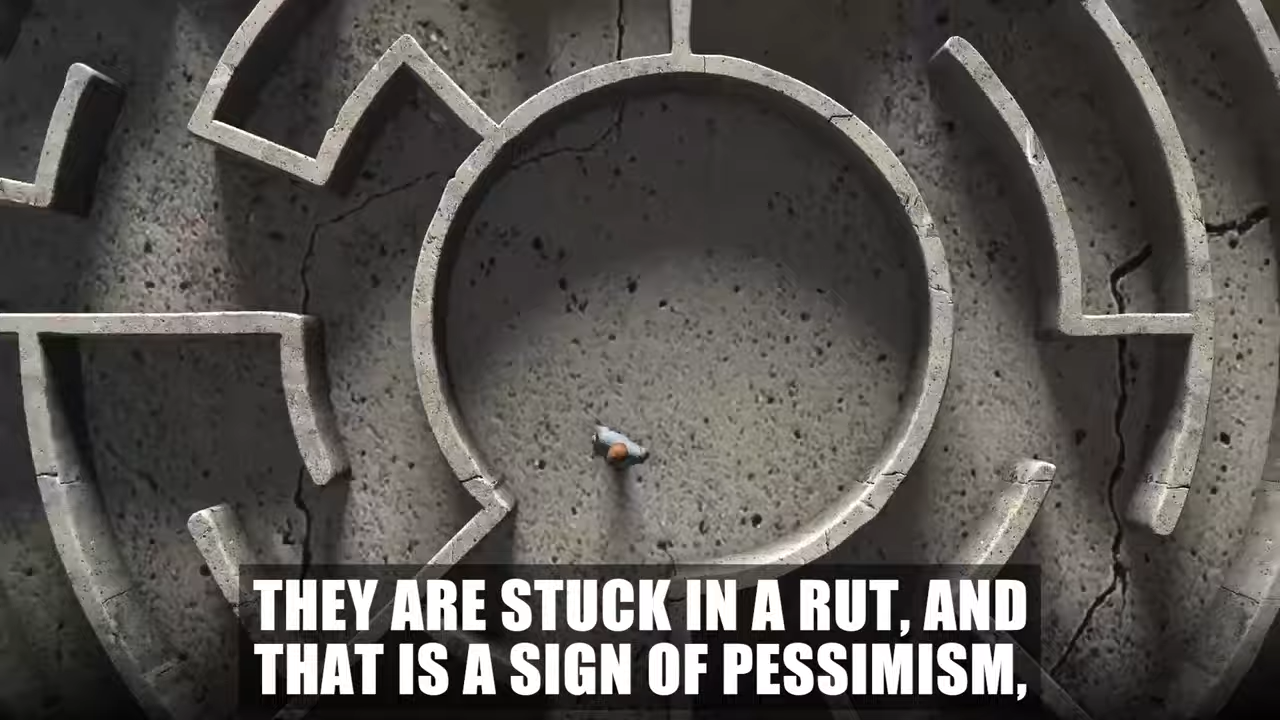 THEY ARE STUCK IN A RUT, AND
THAT IS A SIGN OF PESSIMISM,